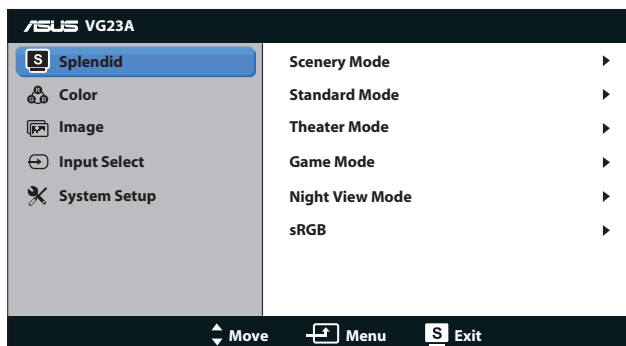 ASUS VG23A
S Splendid
Color
Image
Input Select
System Setup
Scenery Mode
Standard Mode
Theater Mode
Game Mode
Night View Mode
sRGB
Move Menu S Exit